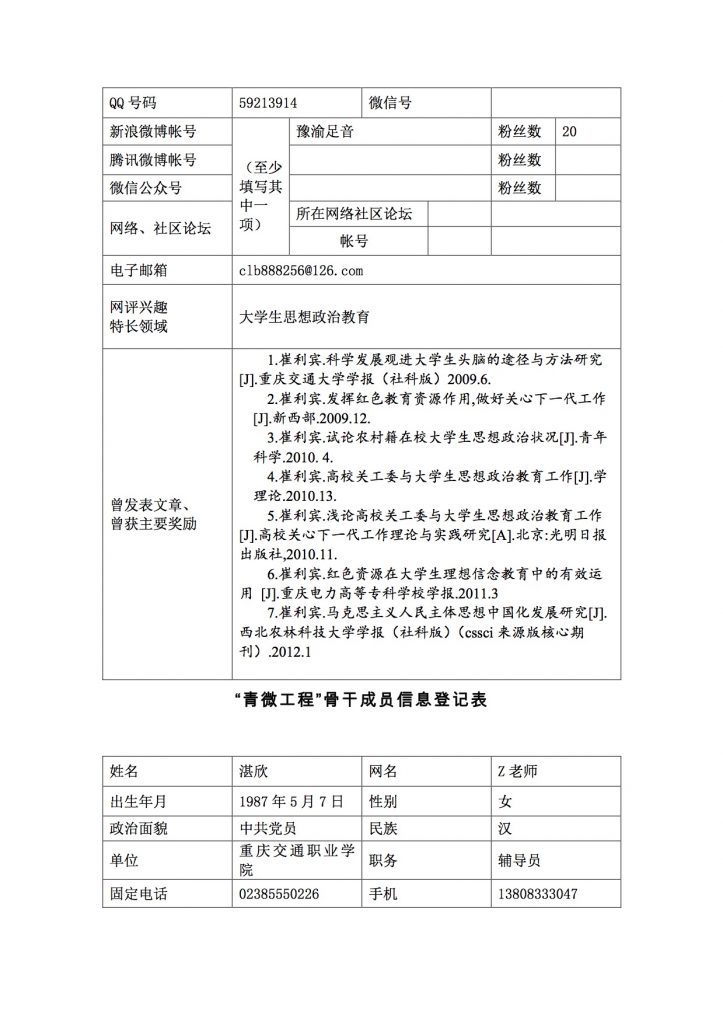 QQ 号码 59213914 微信号
新浪微博帐号 (至少填写其中一项) 豫渝足音 粉丝数 20
腾讯微博帐号 粉丝数
微信公众号 粉丝数
网络、社区论坛 所在网络社区论坛
帐号
电子邮箱 clb888256@126.com
网评兴趣
特长领域
大学生思想政治教育
曾发表文章、
曾获主要奖励
1.崔利宾.科学发展观进大学生头脑的途径与方法研究
[J].重庆交通大学学报（社科版）2009.6.
2.崔利宾.发挥红色教育资源作用,做好关心下一代工作
[J].新西部.2009.12.
3.崔利宾.试论农村籍在校大学生思想政治状况[J].青年
科学.2010. 4.
4.崔利宾.高校关工委与大学生思想政治教育工作[J].学
理论.2010.13.
5.崔利宾.浅论高校关工委与大学生思想政治教育工作
[J].高校关心下一代工作理论与实践研究[A].北京:光明日报
出版社,2010.11.
6.崔利宾.红色资源在大学生理想信念教育中的有效运
用 [J].重庆电力高等专科学校学报.2011.3
7.崔利宾.马克思主义人民主体思想中国化发展研究[J].
西北农林科技大学学报（社科版）（cssci 来源版核心期
刊）.2012.1
“青微工程”骨干成员信息登记表
姓名 湛欣 网名 Z 老师
出生年月 1987 年 5 月 7 日 性别 女
政治面貌 中共党员 民族 汉
单位 重庆交通职业学院 职务 辅导员
固定电话 02385550226 手机 13808333047